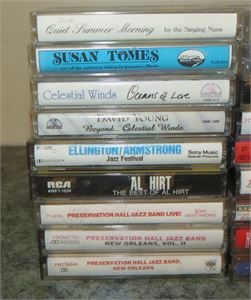 Quiet Summer Morning by the Singing Nuns
SUSAN TOMES
Celestial Winds Oceans of Love
DAVID YOUNG
Beyond... Celestial Winds
ELLINGTON/ARMSTRONG
Jazz Festival
Sony Music
Special Products
RCA
AL HIRT
THE BEST OF AL HIRT
PRESERVATION HALL JAZZ BAND LIVE!
PRESERVATION HALL JAZZ BAND
NEW ORLEANS, VOL. II
PRESERVATION HALL JAZZ BAND,
NEW ORLEANS